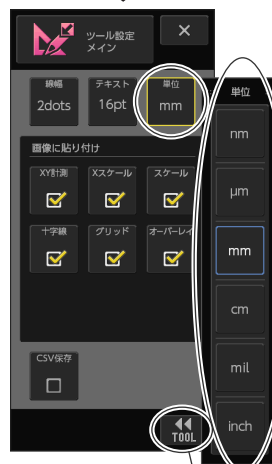 ツール設定
メイン
×
線幅
2dots
テキスト
16pt
単位
mm
画像に貼り付け
XY計測
Xスケール
スケール
十字線
グリッド
オーバーレイ
CSV保存
TOOL
単位
nm
μm
mm
cm
mil
inch